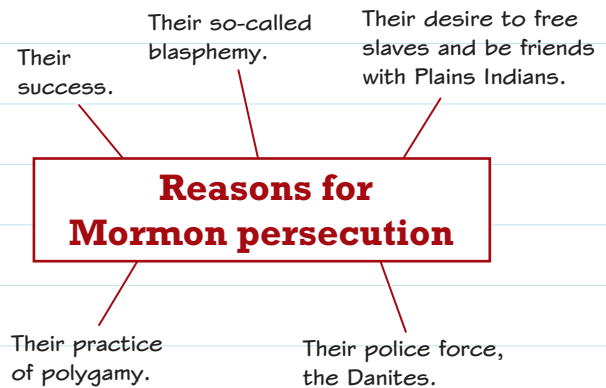 Their
success.
Their so-called
blasphemy.
Their desire to free
slaves and be friends
with Plains Indians.
Reasons for
Mormon persecution
Their practice
of polygamy.
Their police force,
the Danites.